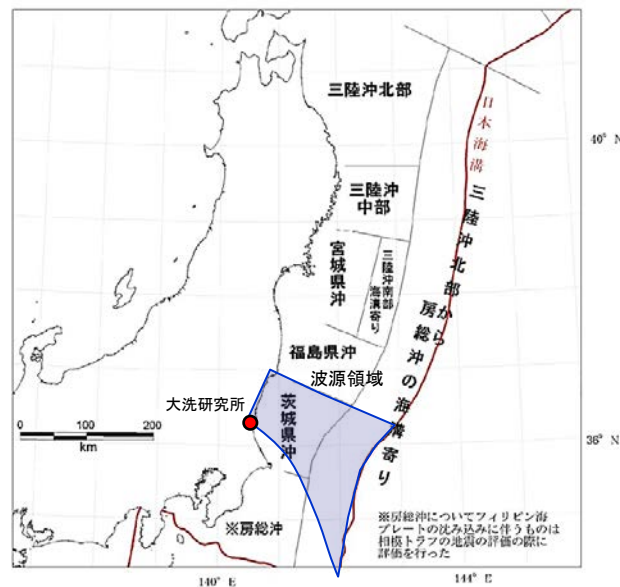 三陸沖北部
日本海溝
40° N
三陸沖
中部
三陸沖北部から
房総沖の海溝寄り
宮城県沖
三陸沖南部
海溝寄り
福島県沖
波源領域
大洗研究所
茨城県沖
0 100 200
km
36° N
※房総沖
※房総沖についてフィリピン海
プレートの沈み込みに伴うものは
相模トラフの地震の評価の際に
評価を行った
140° E
144° E